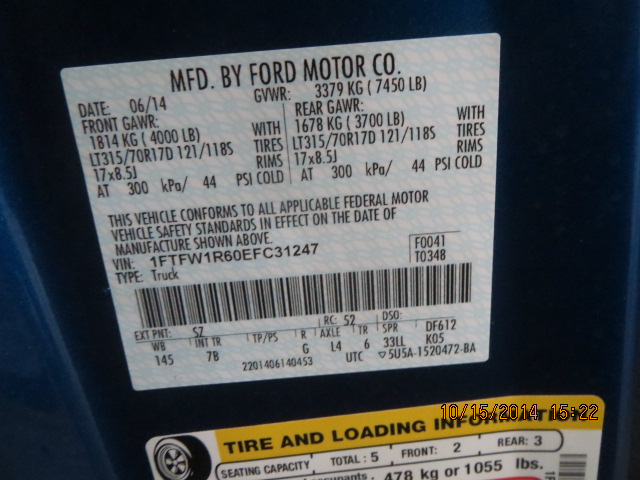 MFD. BY FORD MOTOR CO.
DATE: 06/14 GVWR: 3379 KG ( 7450 LB)
FRONT GAWR: REAR GAWR:
1814 KG ( 4000 LB) WITH 1678 KG ( 3700 LB) WITH
LT315/70R17D 121/118S TIRES LT315/70R17D 121/118S TIRES
17x8.5J RIMS 17x8.5J RIMS
AT 300 kPa/ 44 PSI COLD AT 300 kPa/ 44 PSI COLD
THIS VEHICLE CONFORMS TO ALL APPLICABLE FEDERAL MOTOR
VEHICLE SAFETY STANDARDS IN EFFECT ON THE DATE OF
MANUFACTURE SHOWN ABOVE.
VIN: 1FTFW1R60EFC31247 F0041
TYPE: Truck T0348
EXT PNT: SZ RC: 52 DSO:
WB INT TR TP/PS R AXLE TR SPR DF612
145 7B G L4 6 33LL K05
2201406140453 UTC ▽5U5A-1520472-BA
10/15/2014 15:22
TIRE AND LOADING INFORMATION
SEATING CAPACITY TOTAL: 5 FRONT: 2 REAR: 3
occupants 478 kg or 1055 lbs.